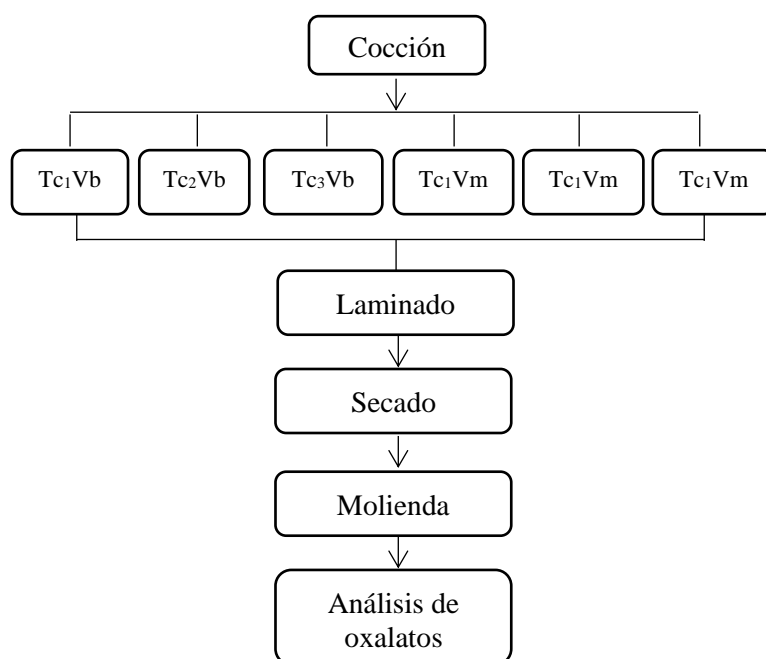 Cocción
Tc1Vb Tc2Vb Tc3Vb Tc1Vm Tc1Vm Tc1Vm
Laminado
Secado
Molienda
Análisis de
oxalatos